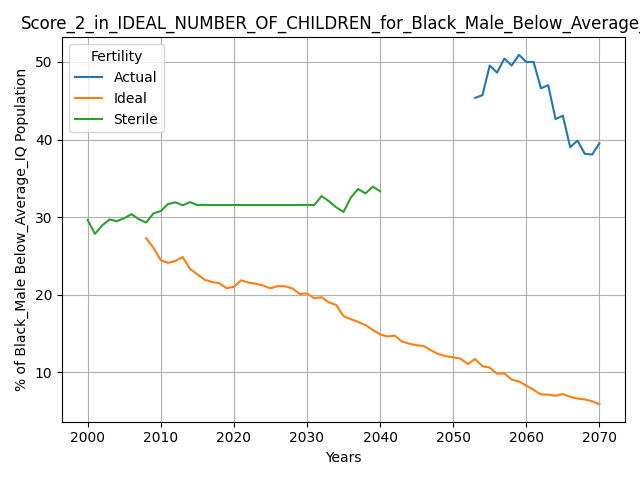 Score_2_in_IDEAL_NUMBER_OF_CHILDREN_for_Black_Male_Below_Average_
Fertility
Actual
Ideal
Sterile
% of Black_Male Below_Average_IQ Population
50
40
30
20
10
2000 2010 2020 2030 2040 2050 2060 2070
Years